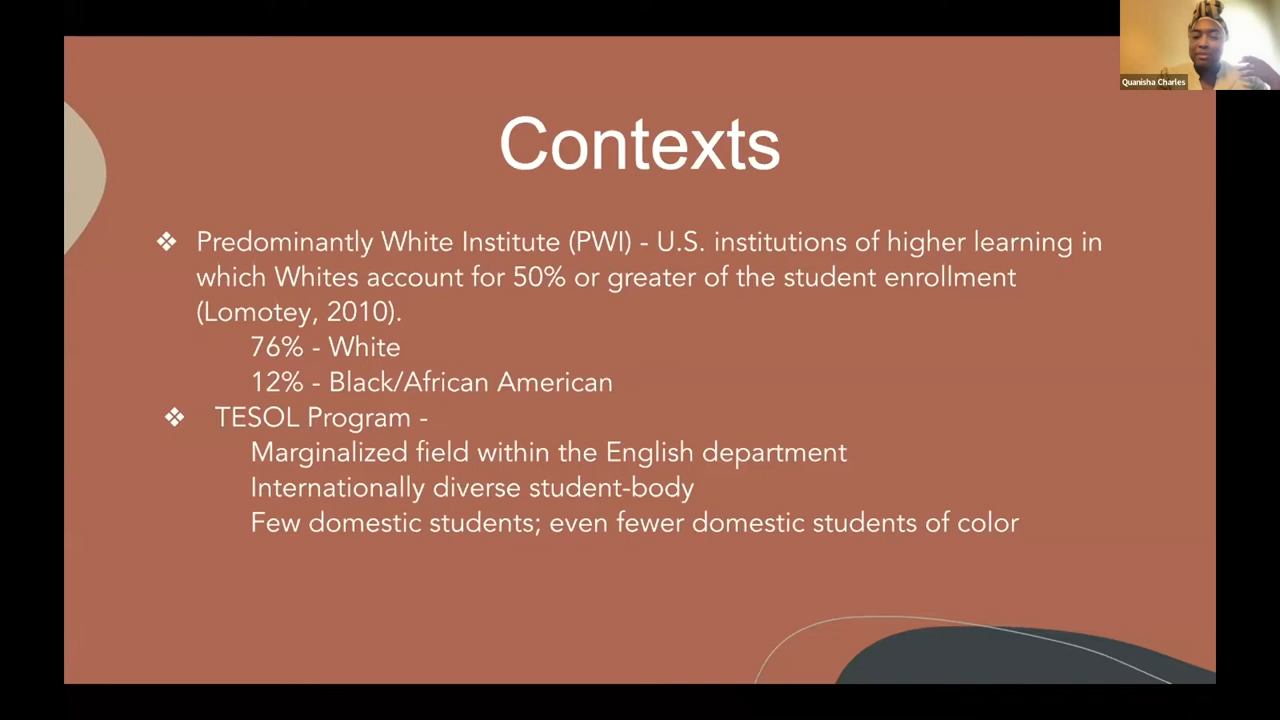 Quanisha Charles
Contexts
❖ Predominantly White Institute (PWI) - U.S. institutions of higher learning in
which Whites account for 50% or greater of the student enrollment
(Lomotey, 2010).
76% - White
12% - Black/African American
❖ TESOL Program -
Marginalized field within the English department
Internationally diverse student-body
Few domestic students; even fewer domestic students of color